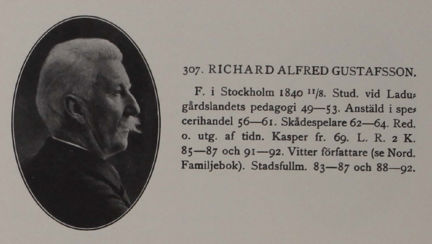 307. RICHARD ALFRED GUSTAFSSON.
F. i Stockholm 1840 11/8. Stud. vid Ladu-
gårdslandets pedagogi 49—53. Anstäld i spe-
cerihandel 56—61. Skådespelare 62—64. Red.
o. utg. af tidn. Kasper fr. 69. L. R. 2 K.
85—87 och 91—92. Vitter författare (se Nord.
Familjebok). Stadsfullm. 83—87 och 88—92.